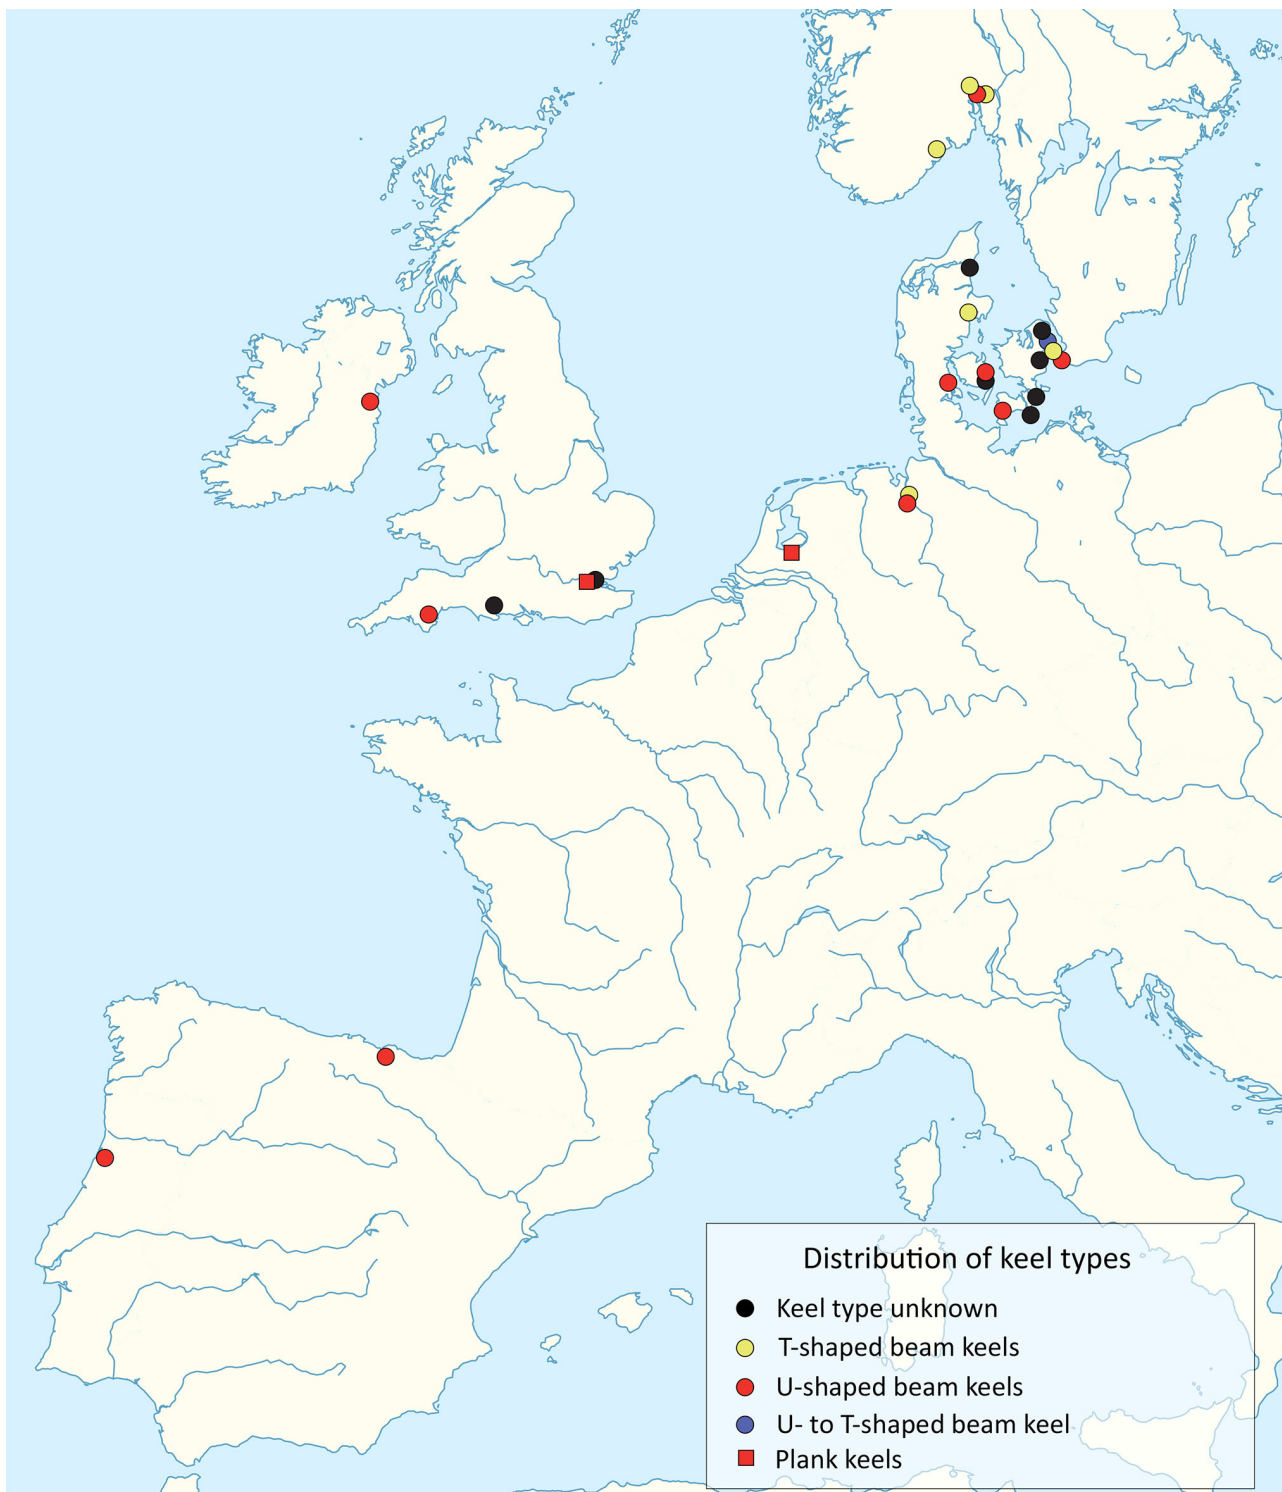 Distribution of keel types
Keel type unknown
T-shaped beam keels
U-shaped beam keels
U- to T-shaped beam keel
Plank keels